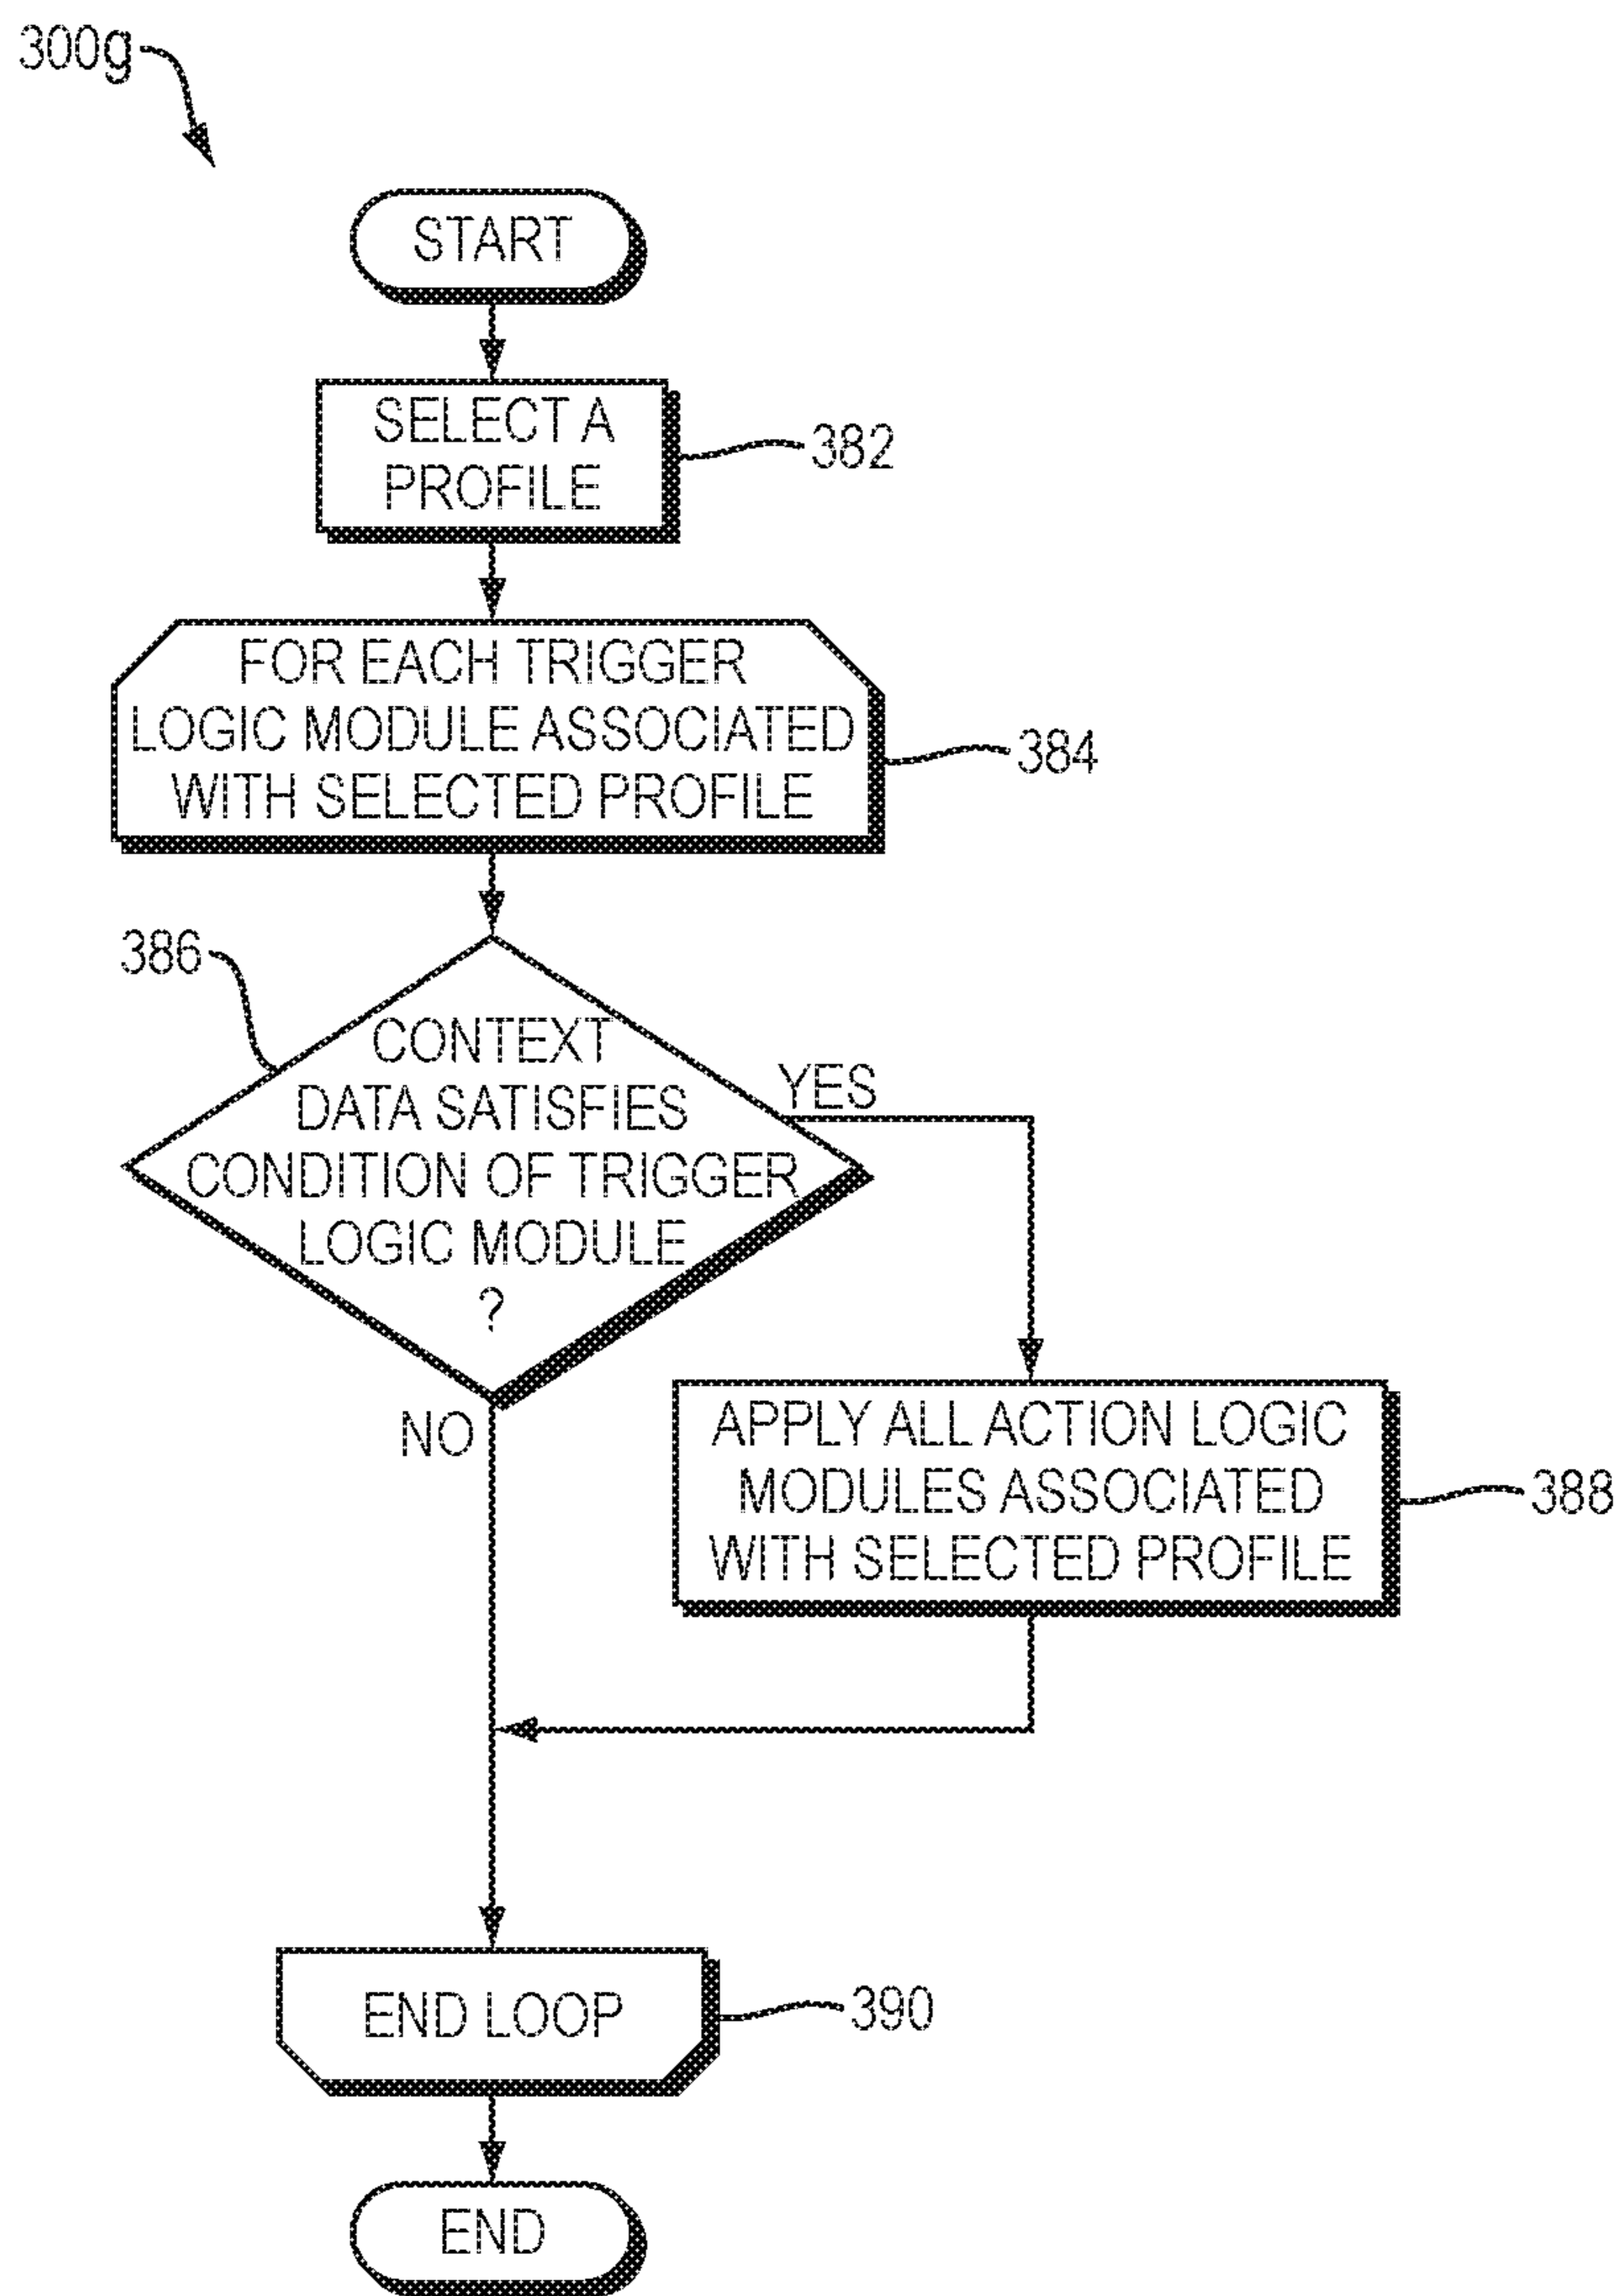 300g
START
SELECT A
PROFILE
382
FOR EACH TRIGGER
LOGIC MODULE ASSOCIATED
WITH SELECTED PROFILE
384
386
CONTEXT
DATA SATISFIES
CONDITION OF TRIGGER
LOGIC MODULE
?
YES
NO
APPLY ALL ACTION LOGIC
MODULES ASSOCIATED
WITH SELECTED PROFILE
388
END LOOP
390
END